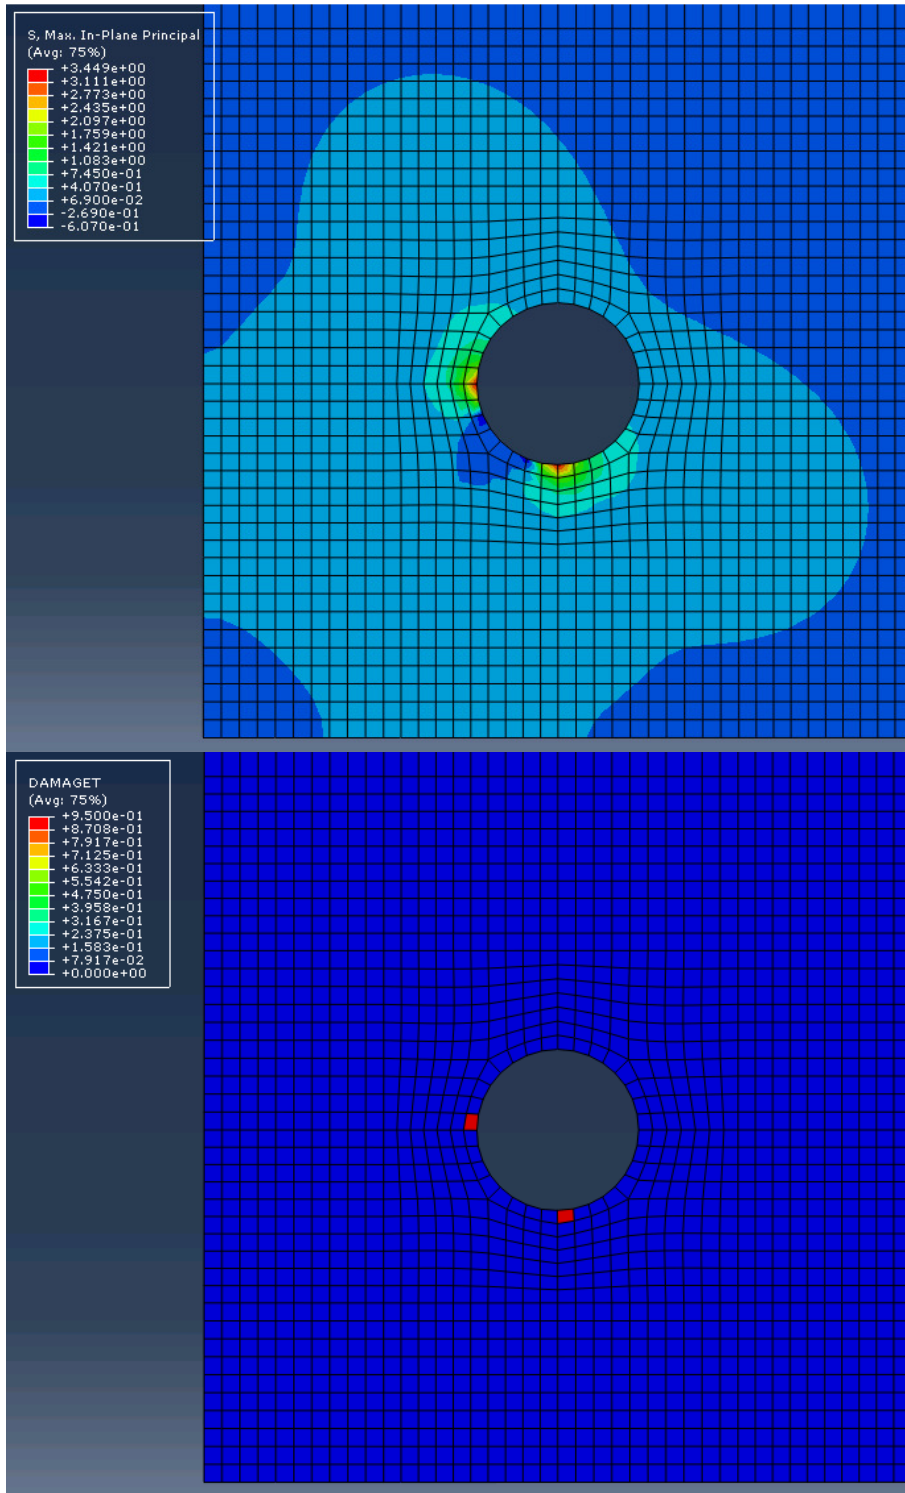 S, Max. In-Plane Principal
(Avg: 75%)
+3.449e+00
+3.111e+00
+2.773e+00
+2.435e+00
+2.097e+00
+1.759e+00
+1.421e+00
+1.083e+00
+7.450e-01
+4.070e-01
+6.900e-02
-2.690e-01
-6.070e-01
DAMAGET
(Avg: 75%)
+9.500e-01
+8.708e-01
+7.917e-01
+7.125e-01
+6.333e-01
+5.542e-01
+4.750e-01
+3.958e-01
+3.167e-01
+2.375e-01
+1.583e-01
+7.917e-02
+0.000e+00